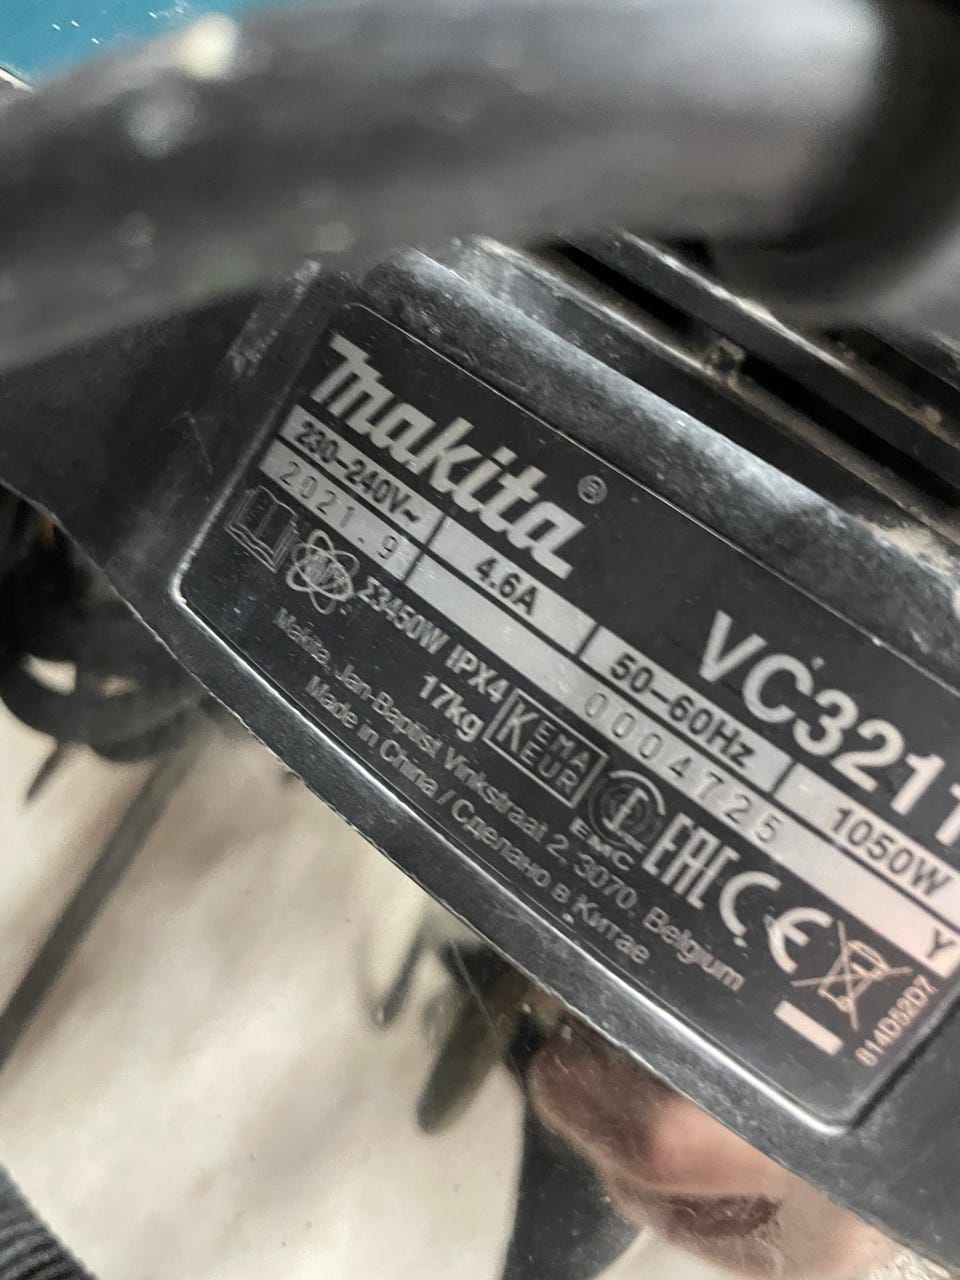 makita®
VC3211
230–240V~ 4.6A 50–60Hz 1050W
2021.9 0004725 Y
Σ3450W IPX4
17kg
KEMA
KEUR
EMC
EAC
CE
Makita, Jan-Baptist Vinkstraat 2, 3070, Belgium
Made in China / Сделано в Китае
814D52D7